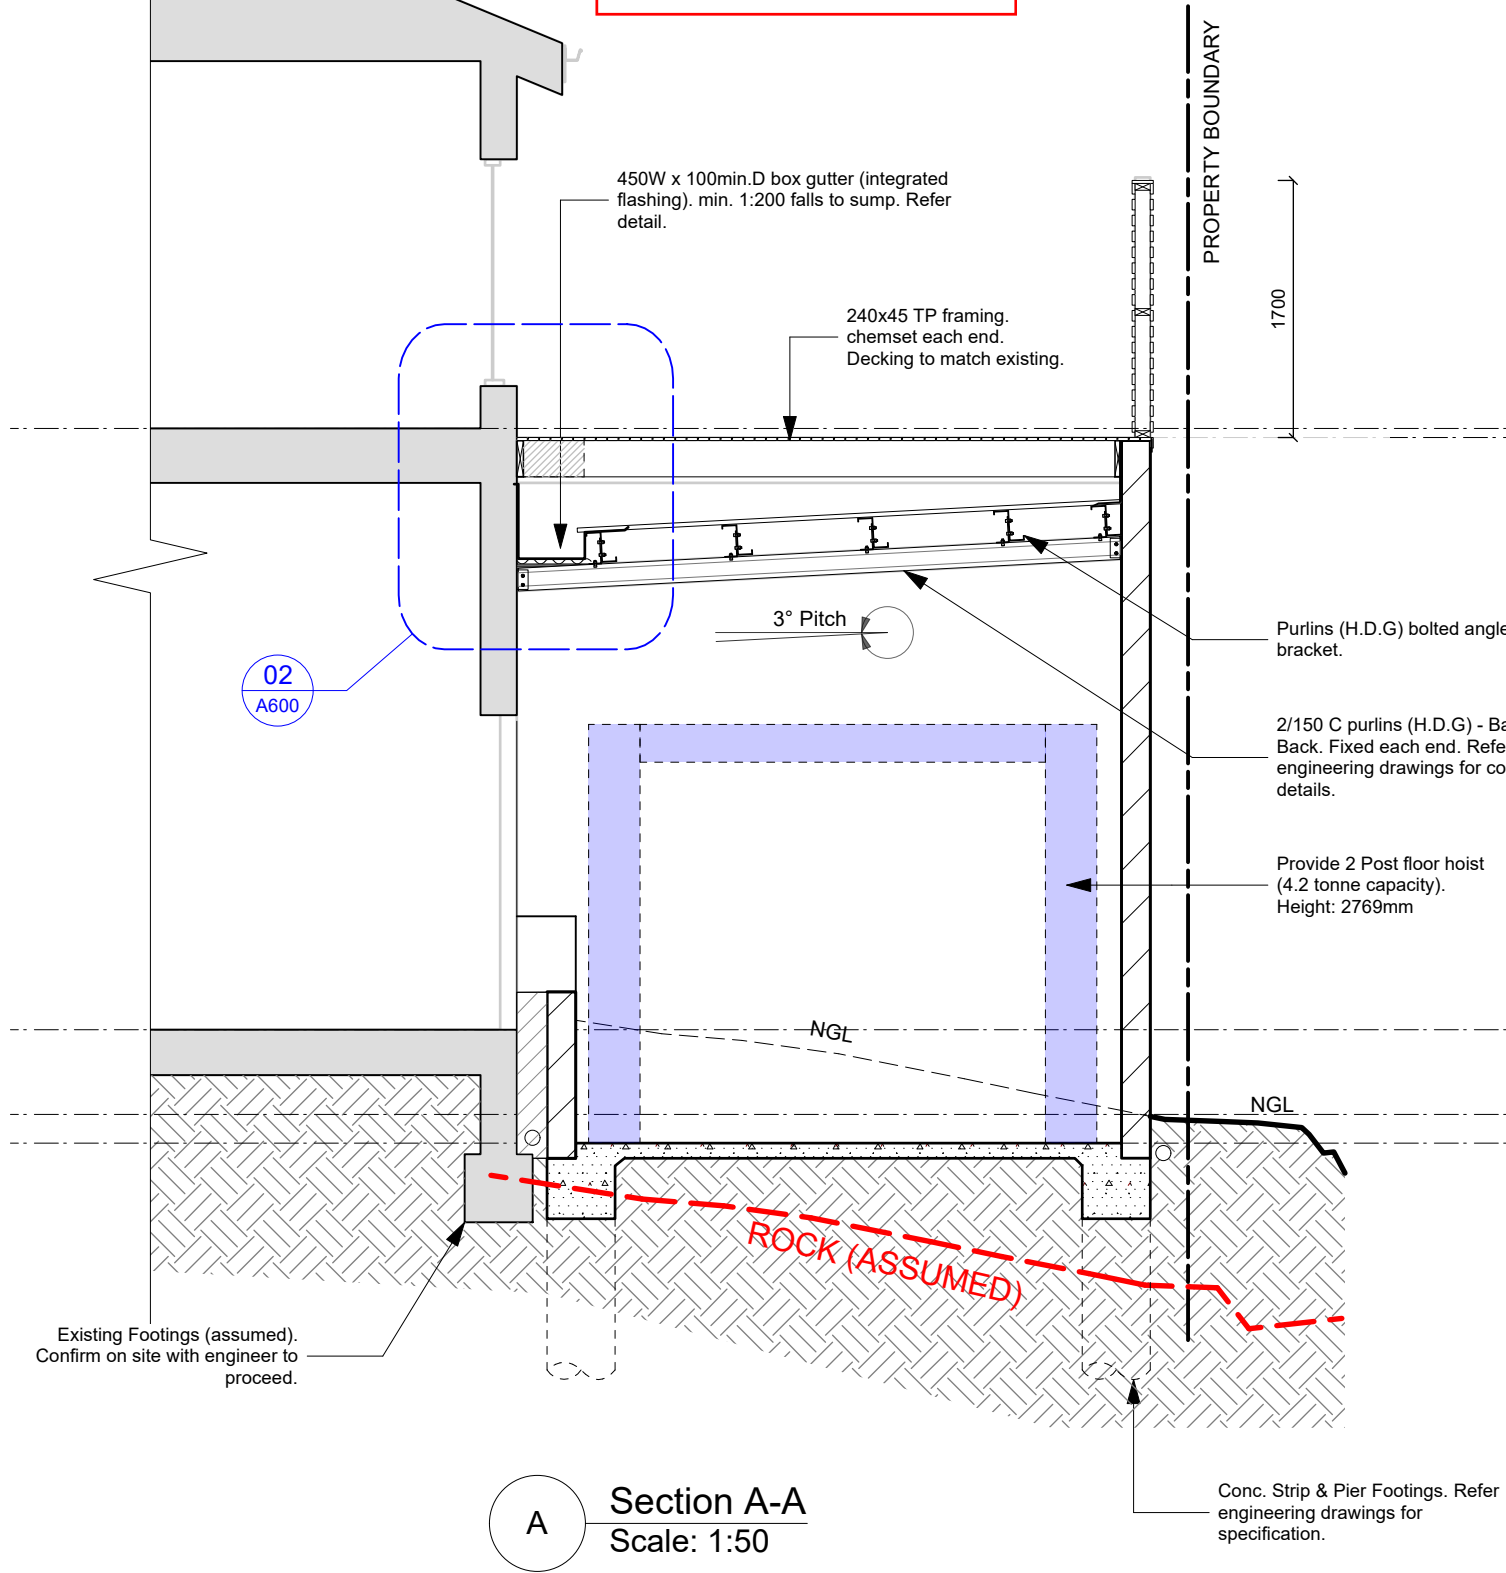 PROPERTY BOUNDARY
450W x 100min.D box gutter (integrated
flashing). min. 1:200 falls to sump. Refer
detail.
1700
240x45 TP framing.
chemset each end.
Decking to match existing.
3° Pitch
Purlins (H.D.G) bolted angle
bracket.
02
A600
2/150 C purlins (H.D.G) - Ba
Back. Fixed each end. Refe
engineering drawings for co
details.
Provide 2 Post floor hoist
(4.2 tonne capacity).
Height: 2769mm
NGL
NGL
ROCK (ASSUMED)
Existing Footings (assumed).
Confirm on site with engineer to
proceed.
Conc. Strip & Pier Footings. Refer
engineering drawings for
specification.
A
Section A-A
Scale: 1:50